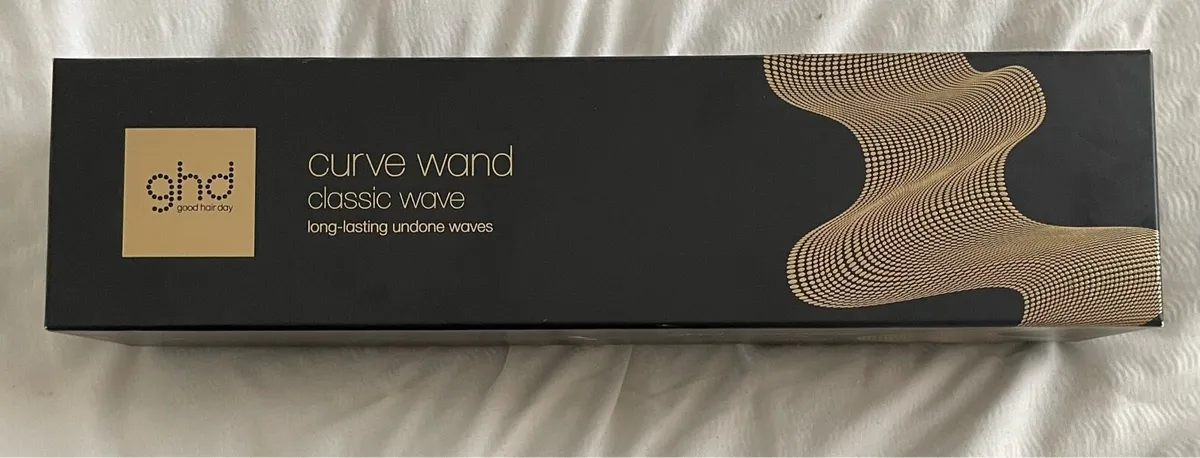 ghd
good hair day
curve wand
classic wave
long-lasting undone waves